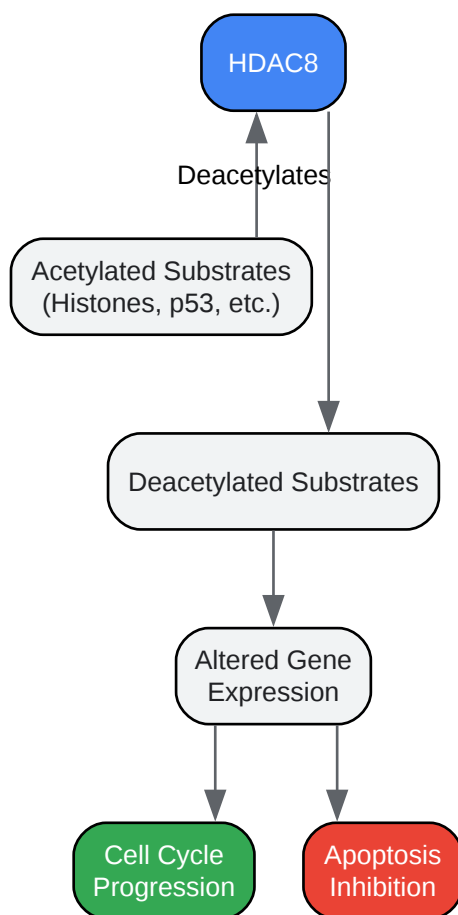 HDAC8
Deacetylates
Acetylated Substrates
(Histones, p53, etc.)
Deacetylated Substrates
Altered Gene
Expression
Cell Cycle
Progression
Apoptosis
Inhibition